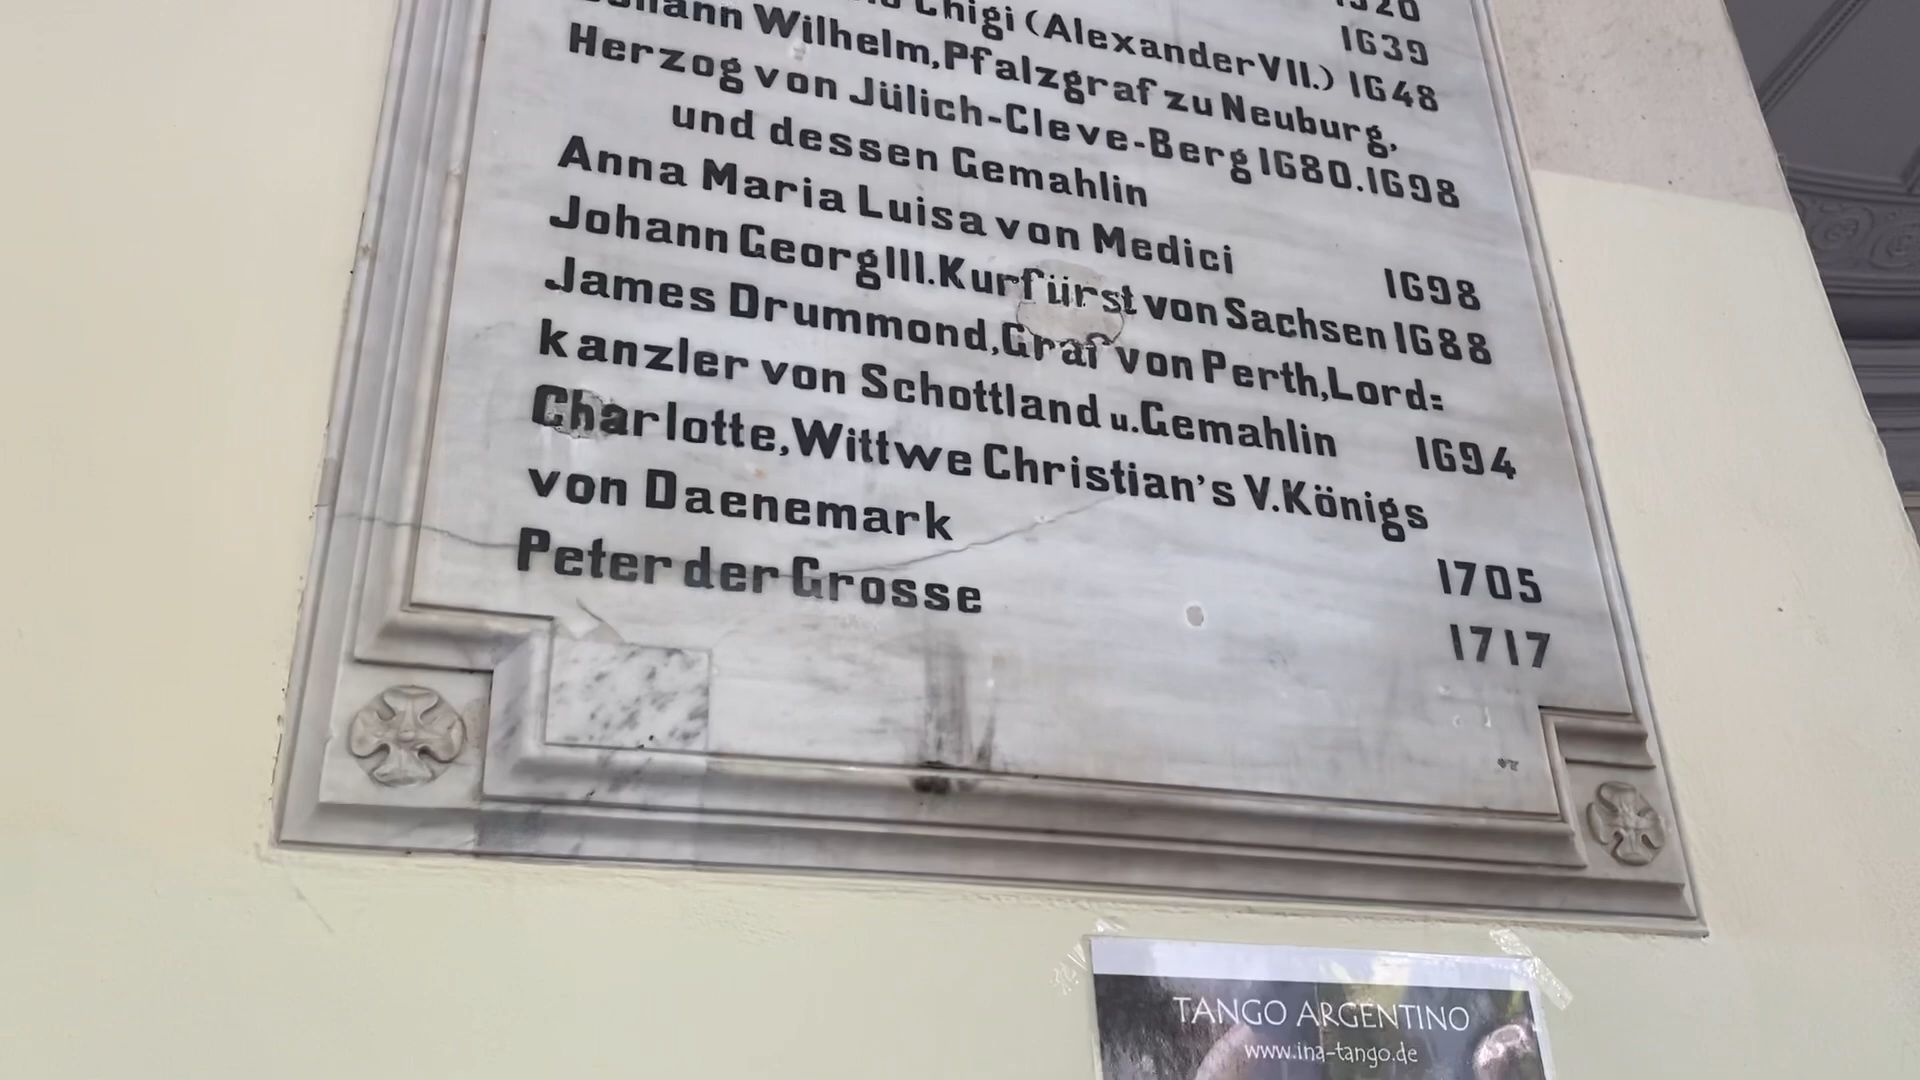 Chigi (Alexander VII.) 1648
Johann Wilhelm, Pfalzgraf zu Neuburg,
Herzog von Jülich-Cleve-Berg 1680. 1698
und dessen Gemahlin
Anna Maria Luisa von Medici 1698
Johann Georg III. Kurfürst von Sachsen 1688
James Drummond, Graf von Perth, Lord=
kanzler von Schottland u. Gemahlin 1694
Charlotte, Wittwe Christian's V. Königs
von Daenemark 1705
Peter der Grosse 1717
TANGO ARGENTINO
www.ina-tango.de